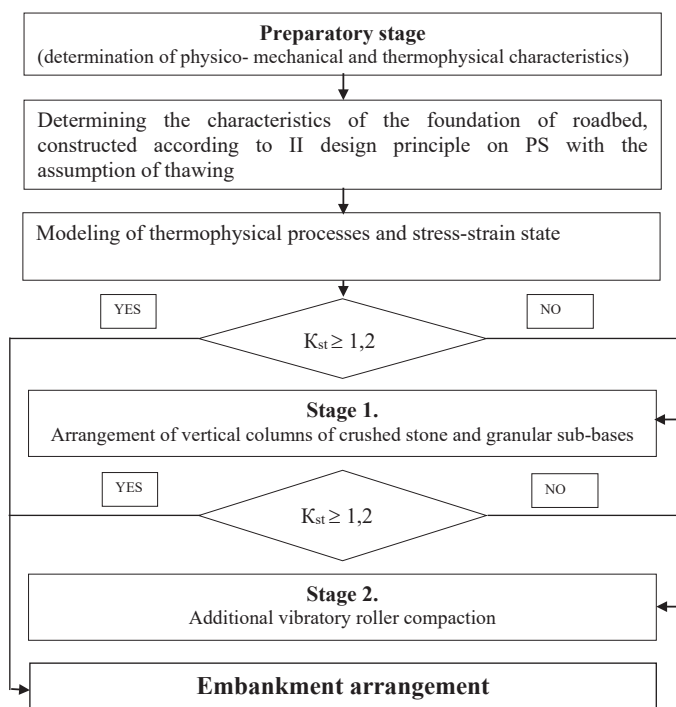 Preparatory stage
(determination of physico- mechanical and thermophysical characteristics)
Determining the characteristics of the foundation of roadbed,
constructed according to II design principle on PS with the
assumption of thawing
Modeling of thermophysical processes and stress-strain state
YES
NO
Kst ≥ 1,2
Stage 1.
Arrangement of vertical columns of crushed stone and granular sub-bases
YES
NO
Kst ≥ 1,2
Stage 2.
Additional vibratory roller compaction
Embankment arrangement